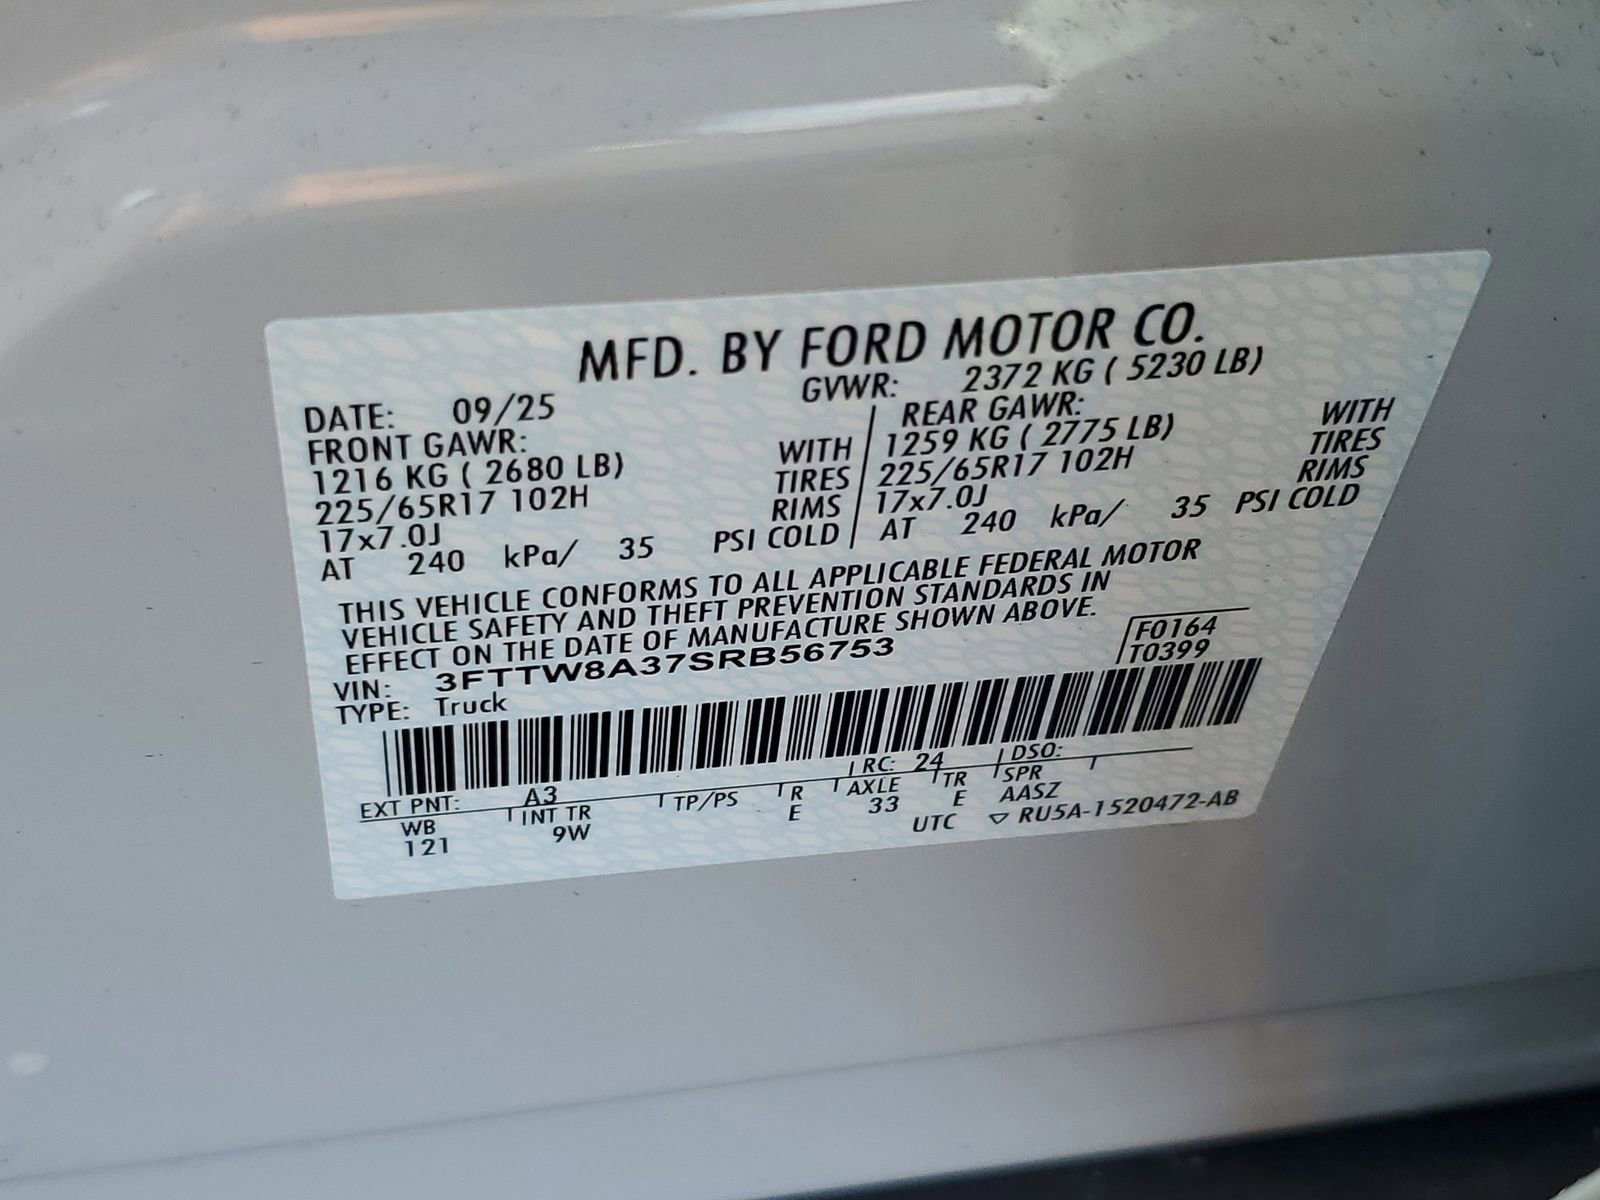 MFD. BY FORD MOTOR CO.
DATE: 09/25 GVWR: 2372 KG ( 5230 LB)
FRONT GAWR: REAR GAWR:
1216 KG ( 2680 LB) WITH 1259 KG ( 2775 LB) WITH
225/65R17 102H TIRES 225/65R17 102H TIRES
17x7.0J RIMS 17x7.0J RIMS
AT 240 kPa/ 35 PSI COLD AT 240 kPa/ 35 PSI COLD
THIS VEHICLE CONFORMS TO ALL APPLICABLE FEDERAL MOTOR
VEHICLE SAFETY AND THEFT PREVENTION STANDARDS IN
EFFECT ON THE DATE OF MANUFACTURE SHOWN ABOVE.
F0164
T0399
VIN: 3FTTW8A37SRB56753
TYPE: Truck
EXT PNT: A3 RC: 24 DSO:
WB INT TR TP/PS R AXLE TR SPR
121 9W E 33 E AASZ
UTC ▽ RU5A-1520472-AB